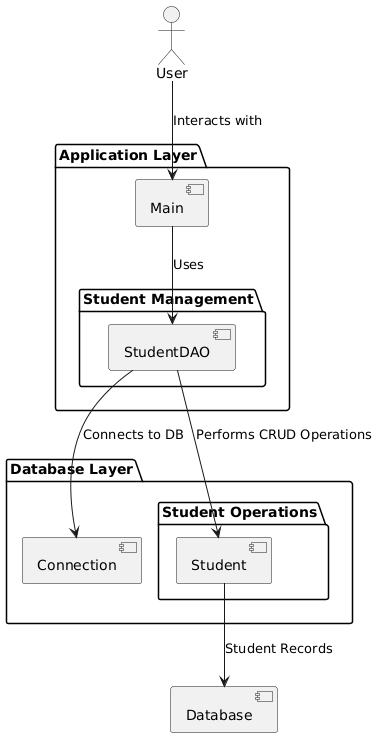 User
Interacts with
Application Layer
Main
Uses
Student Management
StudentDAO
Connects to DB
Performs CRUD Operations
Database Layer
Student Operations
Connection
Student
Student Records
Database